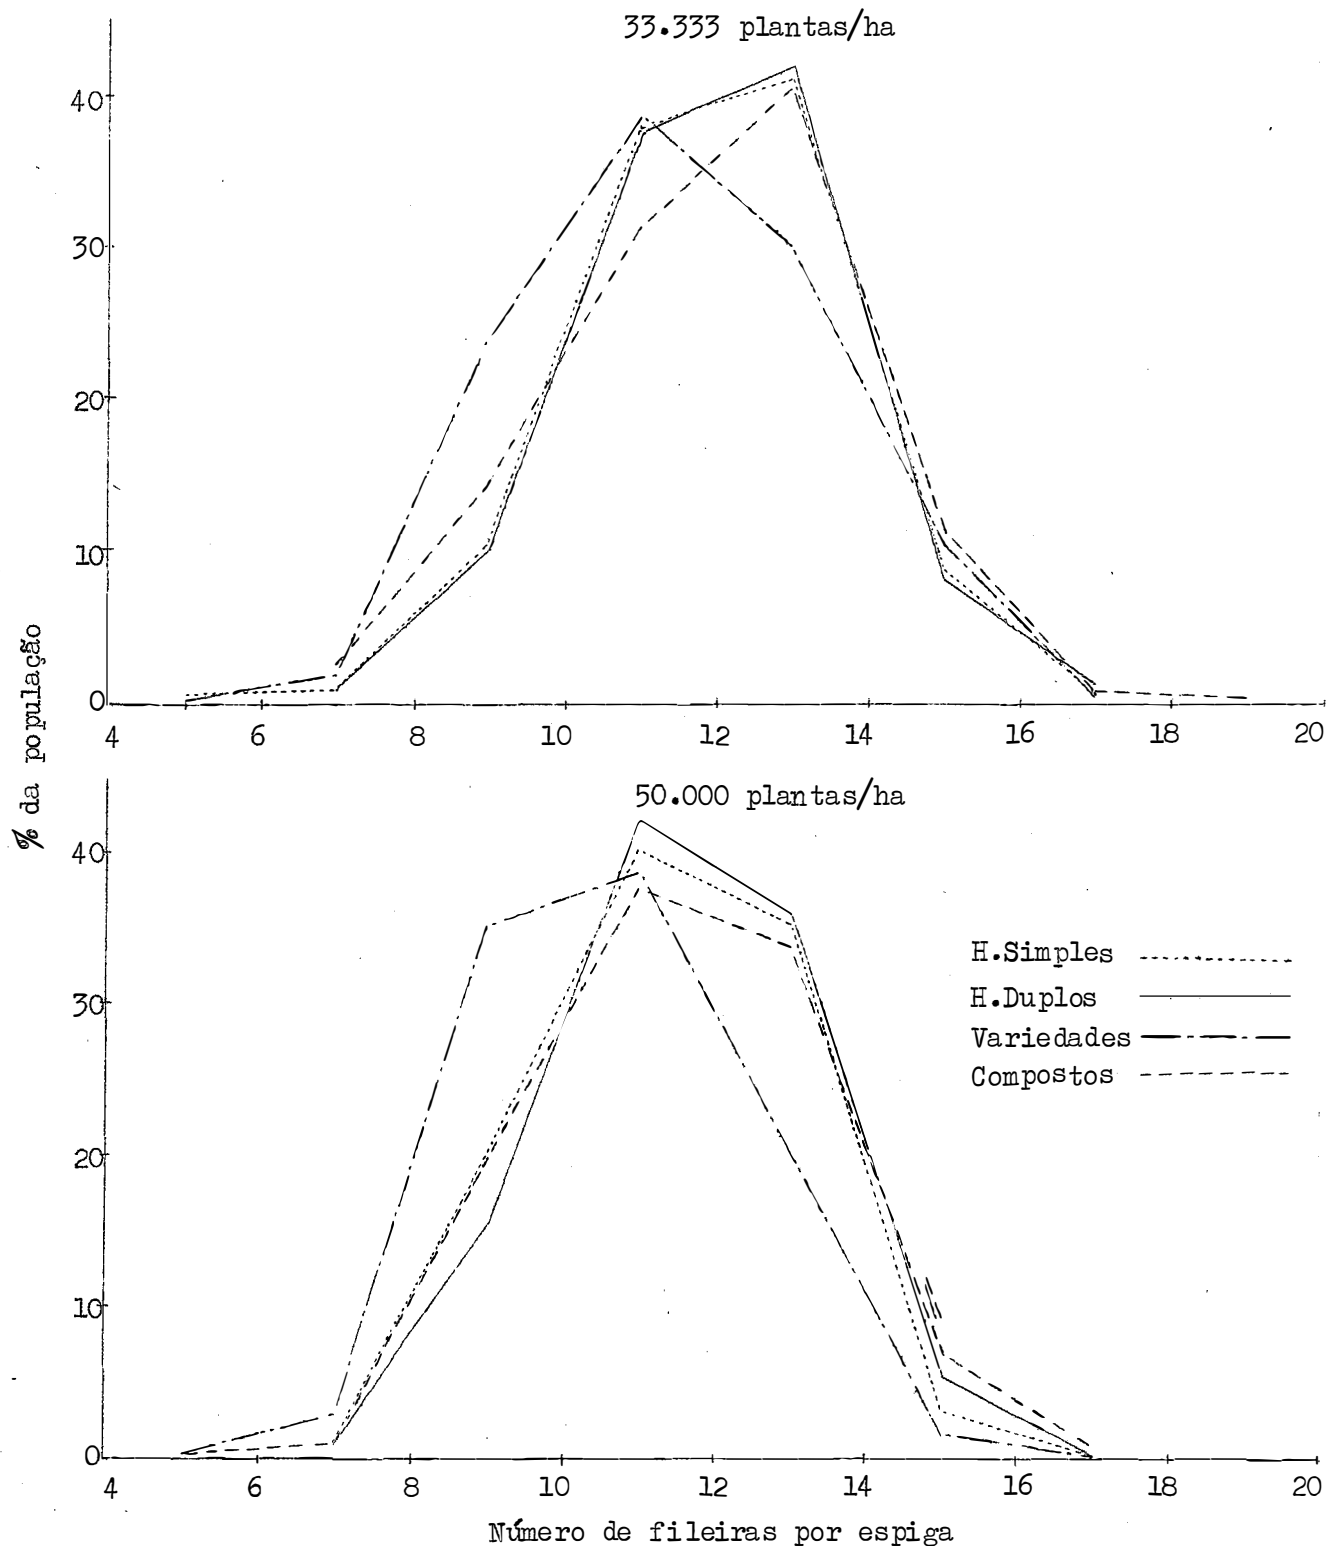 33.333 plantas/ha
40
30
20
10
0
4 6 8 10 12 14 16 18 20
% da população
50.000 plantas/ha
40
30
20
10
0
H.Simples
H.Duplos
Variedades
Compostos
4 6 8 10 12 14 16 18 20
Número de fileiras por espiga